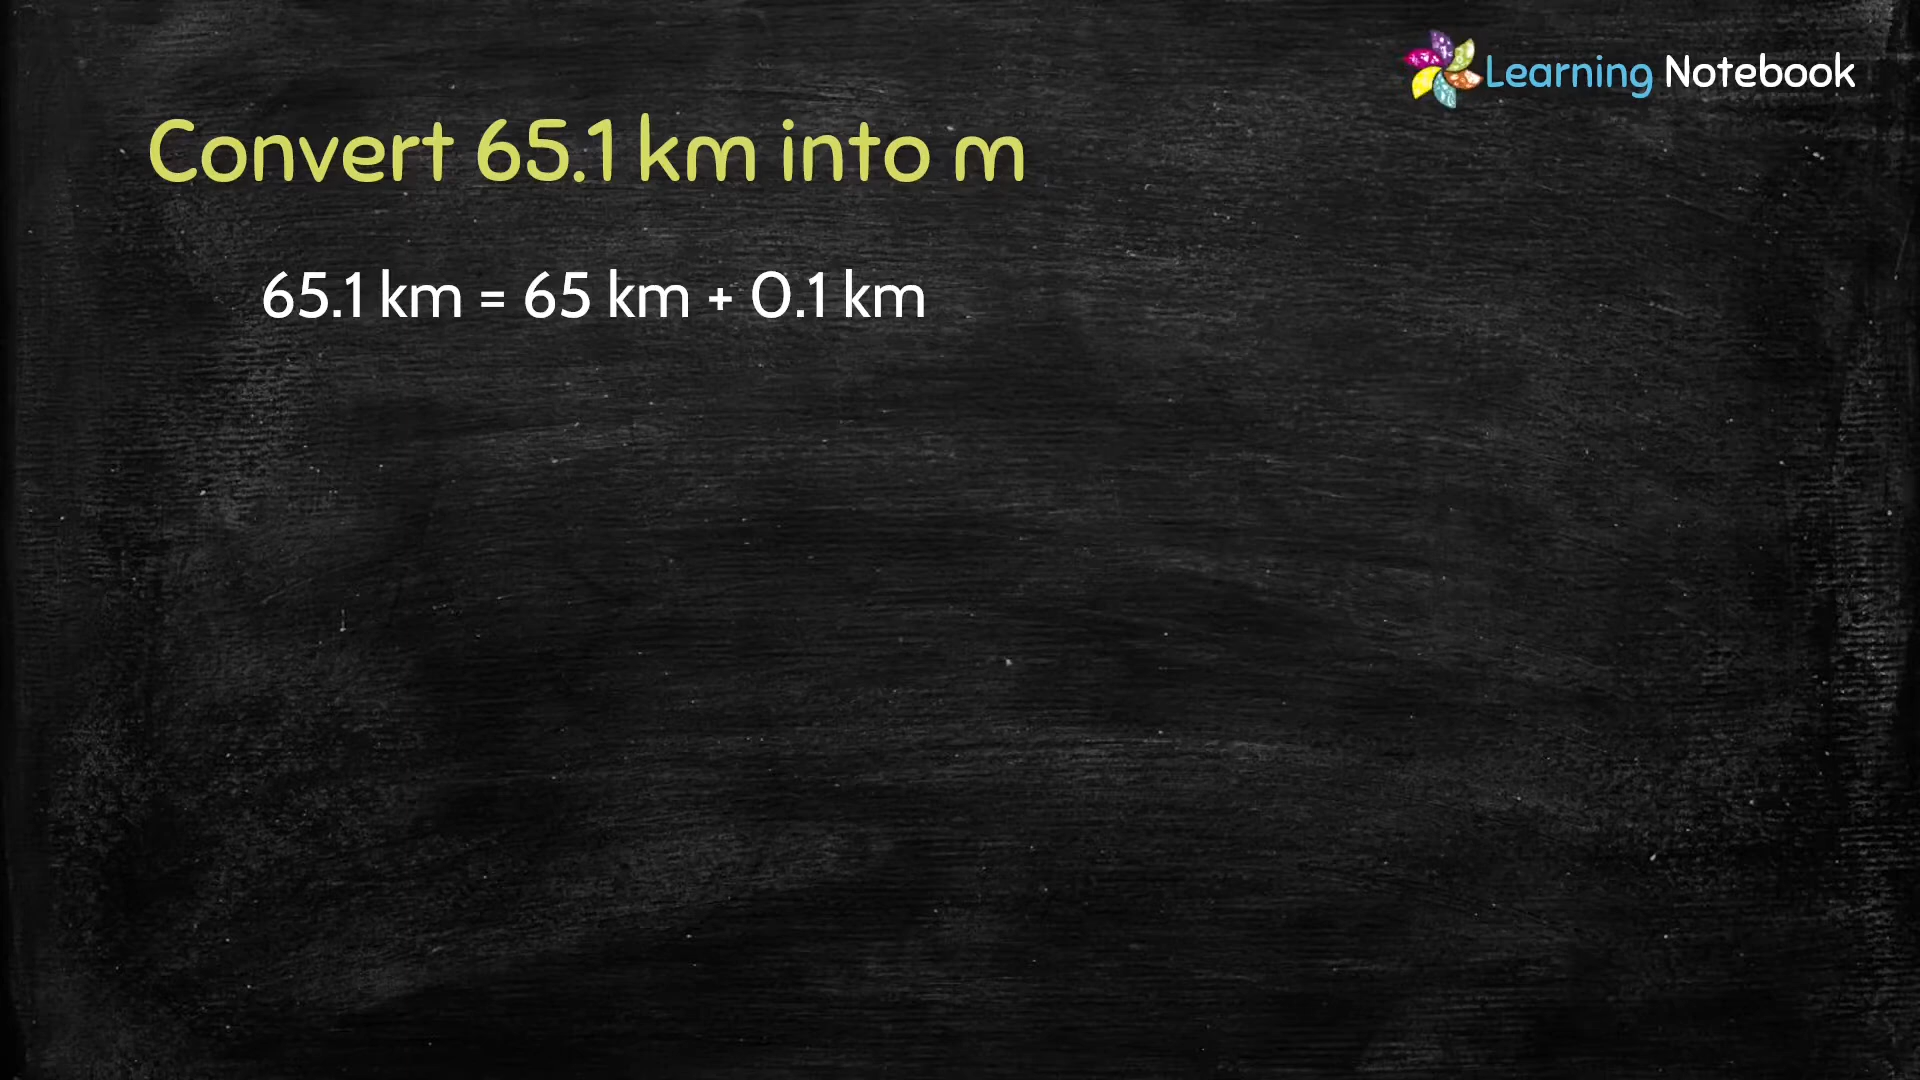 Learning Notebook
Convert 65.1 km into m
65.1 km = 65 km + 0.1 km